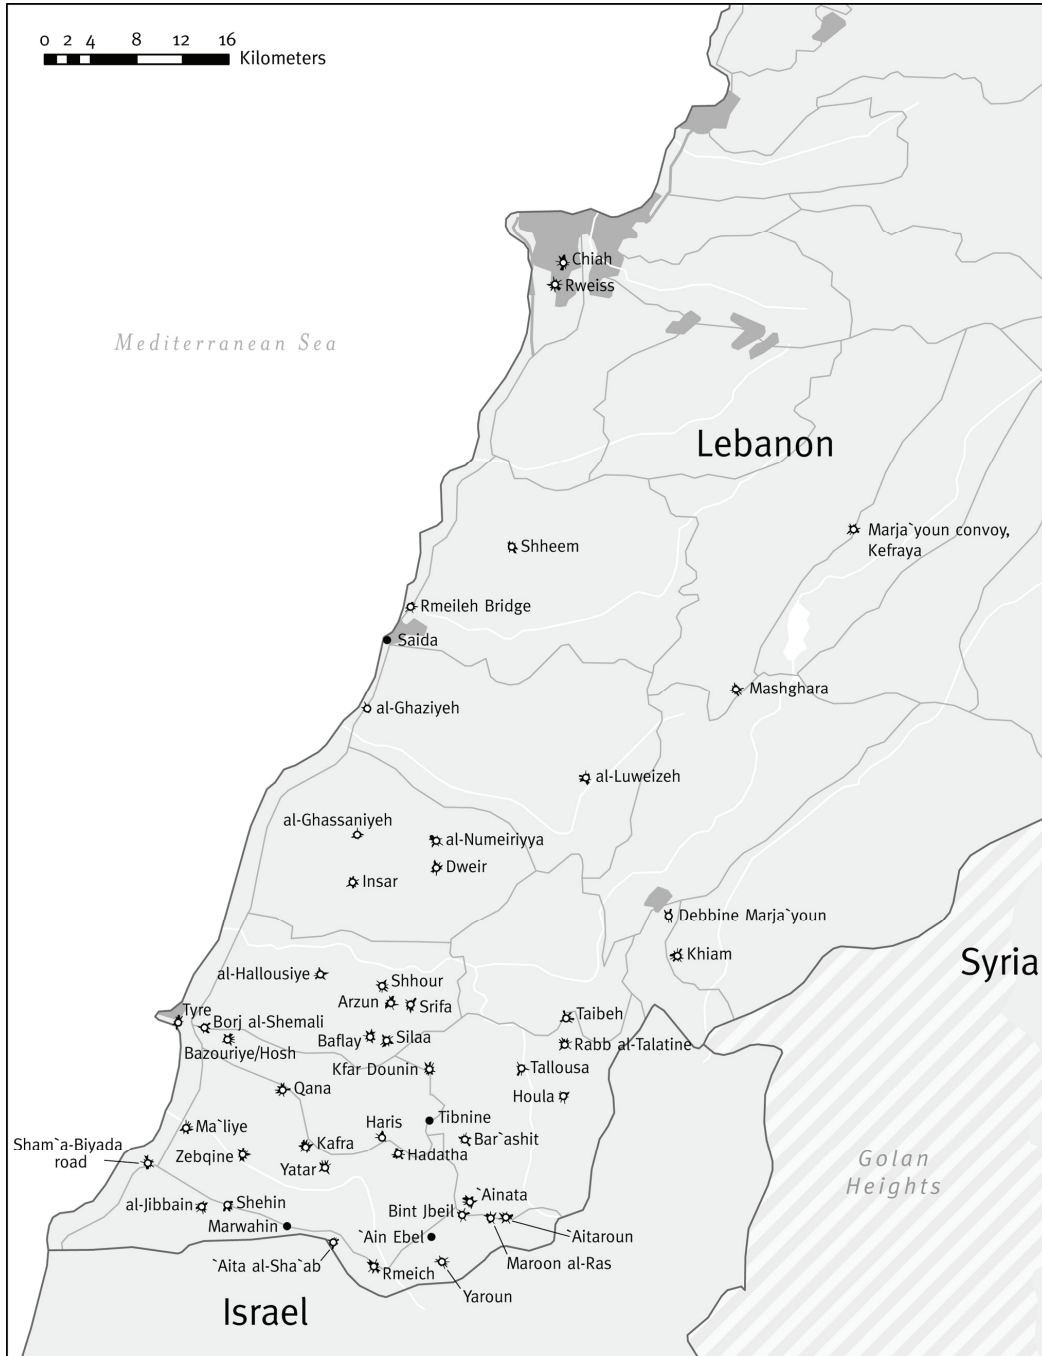 0 2 4 8 12 16
Kilometers
Chiah
Rweiss
Mediterranean Sea
Lebanon
Marja`youn convoy,
Kefraya
Shheem
Rmeileh Bridge
Saida
Mashghara
al-Ghaziyeh
al-Luweizeh
al-Ghassaniyeh
al-Numeiriyya
Dweir
Insar
Debbine Marja`youn
Khiam
Syria
al-Hallousiye
Shhour
Arzun
Srifa
Tyre
Borj al-Shemali
Taibeh
Bazouriye/Hosh
Baflay
Silaa
Rabb al-Talatine
Kfar Dounin
Tallousa
Qana
Houla
Tibnine
Haris
Ma`liye
Bar`ashit
Sham`a-Biyada
road
Kafra
Zebqine
Hadatha
Yatar
Golan
Heights
`Ainata
al-Jibbain
Shehin
Bint Jbeil
Marwahin
`Ain Ebel
`Aitaroun
`Aita al-Sha`ab
Maroon al-Ras
Rmeich
Yaroun
Israel